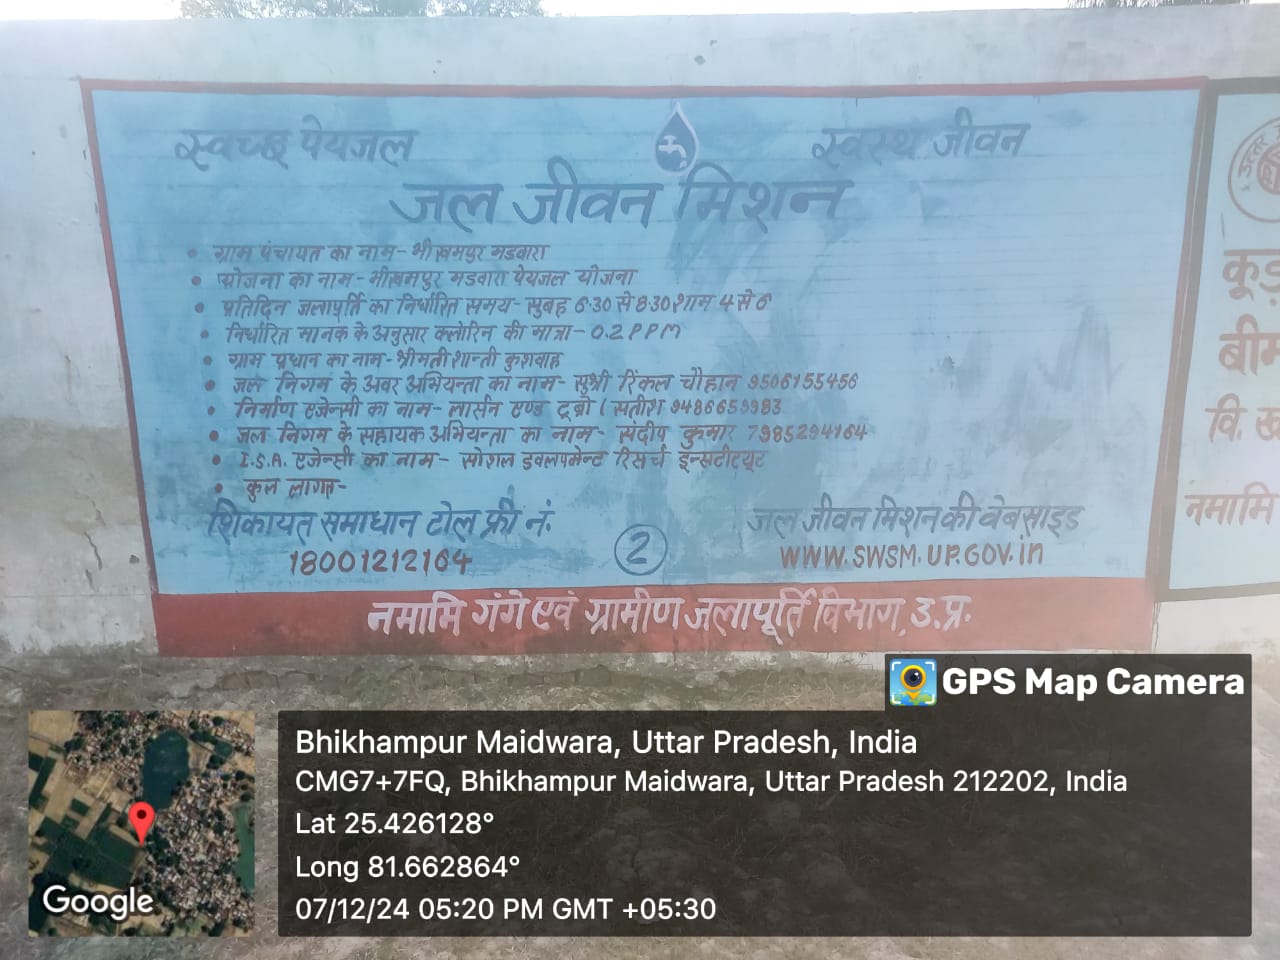 स्वच्छ पेयजल
स्वस्थ जीवन
जल जीवन मिशन
• ग्राम पंचायत का नाम- भीखमपुर मडवारा
• योजना का नाम- भीखमपुर मडवारा पेयजल योजना
• प्रतिदिन जलापूर्ति का निर्धारित समय- सुबह 6.30 से 8.30 शाम 4 से 6
• निर्धारित मानक के अनुसार क्लोरिन की मात्रा- 0.2 PPM
• ग्राम प्रधान का नाम- श्रीमती शान्ती कुशवाह
• जल निगम के अवर अभियन्ता का नाम- सुश्री रिंकल चौहान 9506155456
• निर्माण एजेन्सी का नाम- लार्सन एण्ड टूब्रो ( सतीश 9486659983
• जल निगम के सहायक अभियन्ता का नाम- संदीप कुमार 7985294164
• I.S.A. एजेन्सी का नाम- सोशल डवलपमेन्ट रिसर्च इन्सटीट्यूट
• कुल लागत-
शिकायत समाधान टोल फ्री नं.
18001212164
2
जल जीवन मिशन की वेबसाइड
WWW.SWSM.UP.GOV.in
नमामि गंगे एवं ग्रामीण जलापूर्ति विभाग, उ.प्र.
उत्तर
कूड़
बीम
वि. ख
नमामि
GPS Map Camera
Bhikhampur Maidwara, Uttar Pradesh, India
CMG7+7FQ, Bhikhampur Maidwara, Uttar Pradesh 212202, India
Lat 25.426128°
Long 81.662864°
07/12/24 05:20 PM GMT +05:30
Google